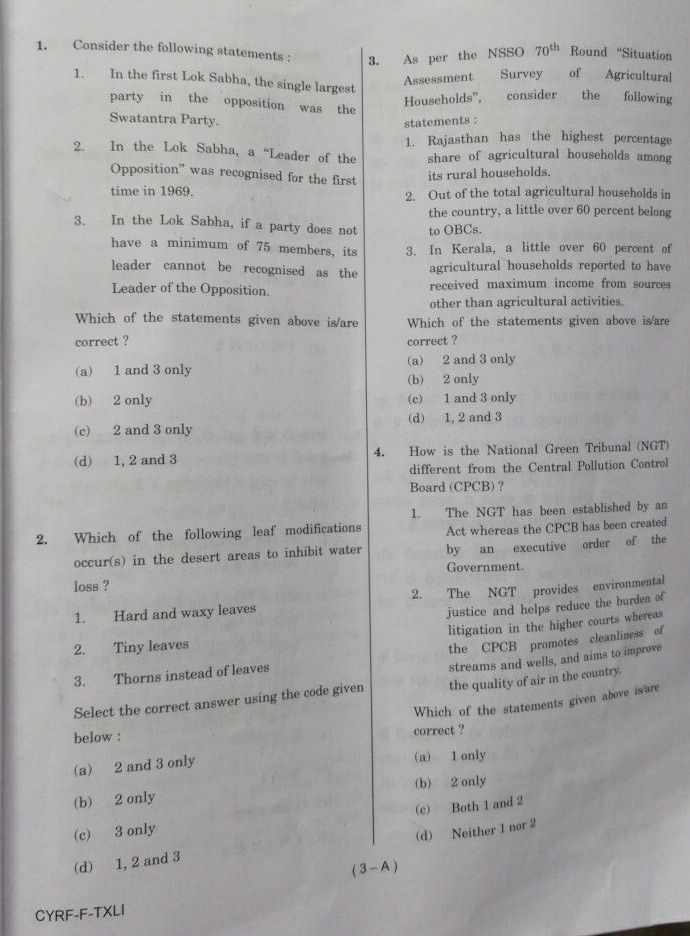 1. Consider the following statements :
1. In the first Lok Sabha, the single largest
party in the opposition was the
Swatantra Party.
2. In the Lok Sabha, a “Leader of the
Opposition” was recognised for the first
time in 1969.
3. In the Lok Sabha, if a party does not
have a minimum of 75 members, its
leader cannot be recognised as the
Leader of the Opposition.
Which of the statements given above is/are
correct ?
(a) 1 and 3 only
(b) 2 only
(c) 2 and 3 only
(d) 1, 2 and 3
2. Which of the following leaf modifications
occur(s) in the desert areas to inhibit water
loss ?
1. Hard and waxy leaves
2. Tiny leaves
3. Thorns instead of leaves
Select the correct answer using the code given
below :
(a) 2 and 3 only
(b) 2 only
(c) 3 only
(d) 1, 2 and 3
3. As per the NSSO 70th Round “Situation
Assessment Survey of Agricultural
Households”, consider the following
statements :
1. Rajasthan has the highest percentage
share of agricultural households among
its rural households.
2. Out of the total agricultural households in
the country, a little over 60 percent belong
to OBCs.
3. In Kerala, a little over 60 percent of
agricultural households reported to have
received maximum income from sources
other than agricultural activities.
Which of the statements given above is/are
correct ?
(a) 2 and 3 only
(b) 2 only
(c) 1 and 3 only
(d) 1, 2 and 3
4. How is the National Green Tribunal (NGT)
different from the Central Pollution Control
Board (CPCB) ?
1. The NGT has been established by an
Act whereas the CPCB has been created
by an executive order of the
Government.
2. The NGT provides environmental
justice and helps reduce the burden of
litigation in the higher courts whereas
the CPCB promotes cleanliness of
streams and wells, and aims to improve
the quality of air in the country.
Which of the statements given above is/are
correct ?
(a) 1 only
(b) 2 only
(c) Both 1 and 2
(d) Neither 1 nor 2
( 3 – A )
CYRF-F-TXLI